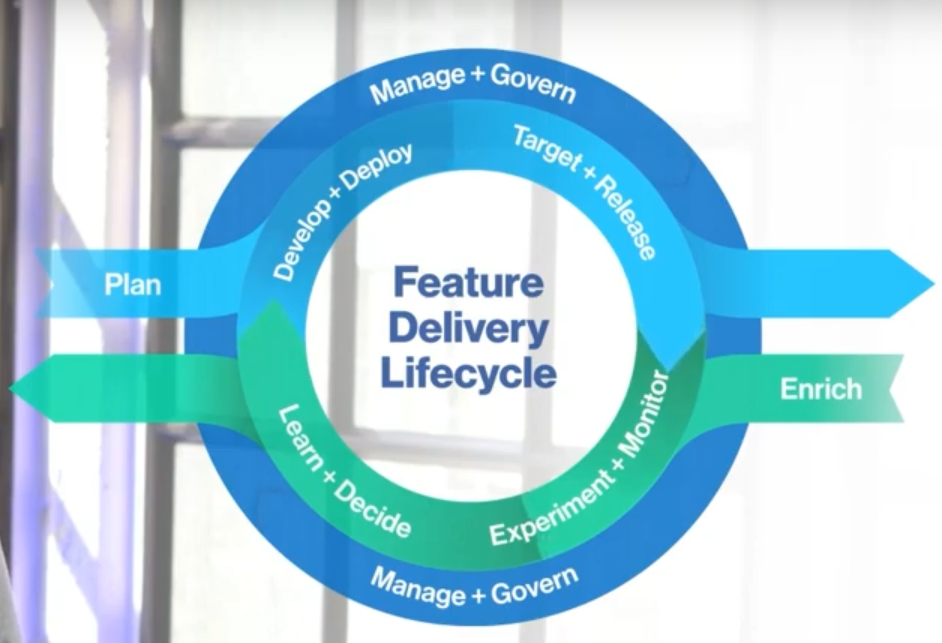 Manage + Govern
Develop + Deploy
Target + Release
Plan
Feature
Delivery
Lifecycle
Enrich
Learn + Decide
Experiment + Monitor
Manage + Govern